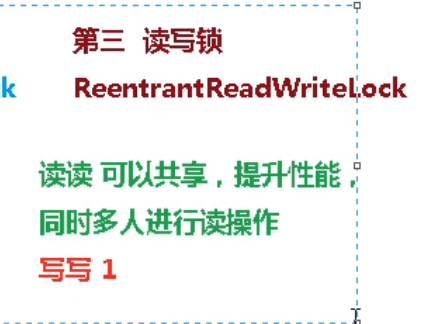 第三 读写锁
k ReentrantReadWriteLock
读读 可以共享，提升性能，
同时多人进行读操作
写写 1